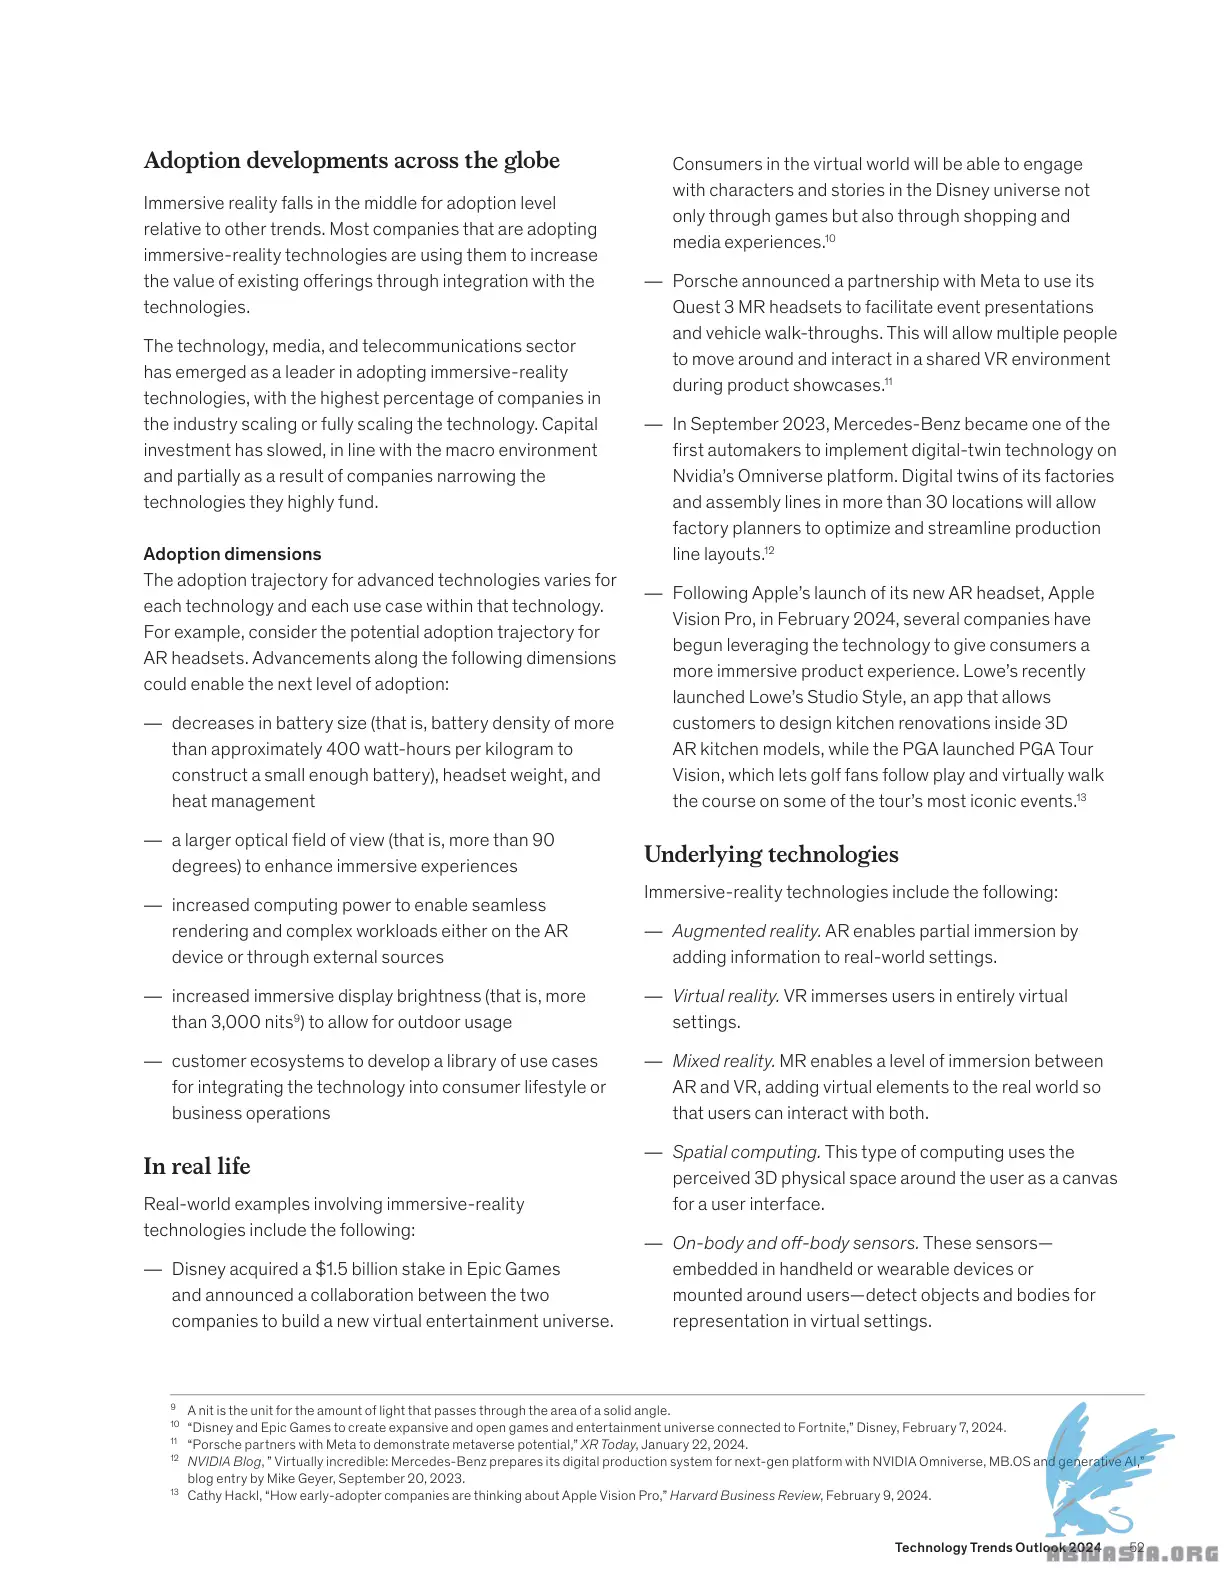 Adoption developments across the globe
Immersive reality falls in the middle for adoption level
relative to other trends. Most companies that are adopting
immersive-reality technologies are using them to increase
the value of existing offerings through integration with the
technologies.
The technology, media, and telecommunications sector
has emerged as a leader in adopting immersive-reality
technologies, with the highest percentage of companies in
the industry scaling or fully scaling the technology. Capital
investment has slowed, in line with the macro environment
and partially as a result of companies narrowing the
technologies they highly fund.
Adoption dimensions
The adoption trajectory for advanced technologies varies for
each technology and each use case within that technology.
For example, consider the potential adoption trajectory for
AR headsets. Advancements along the following dimensions
could enable the next level of adoption:
— decreases in battery size (that is, battery density of more
than approximately 400 watt-hours per kilogram to
construct a small enough battery), headset weight, and
heat management
— a larger optical field of view (that is, more than 90
degrees) to enhance immersive experiences
— increased computing power to enable seamless
rendering and complex workloads either on the AR
device or through external sources
— increased immersive display brightness (that is, more
than 3,000 nits⁹) to allow for outdoor usage
— customer ecosystems to develop a library of use cases
for integrating the technology into consumer lifestyle or
business operations
In real life
Real-world examples involving immersive-reality
technologies include the following:
— Disney acquired a $1.5 billion stake in Epic Games
and announced a collaboration between the two
companies to build a new virtual entertainment universe.
Consumers in the virtual world will be able to engage
with characters and stories in the Disney universe not
only through games but also through shopping and
media experiences.¹⁰
— Porsche announced a partnership with Meta to use its
Quest 3 MR headsets to facilitate event presentations
and vehicle walk-throughs. This will allow multiple people
to move around and interact in a shared VR environment
during product showcases.¹¹
— In September 2023, Mercedes-Benz became one of the
first automakers to implement digital-twin technology on
Nvidia’s Omniverse platform. Digital twins of its factories
and assembly lines in more than 30 locations will allow
factory planners to optimize and streamline production
line layouts.¹²
— Following Apple’s launch of its new AR headset, Apple
Vision Pro, in February 2024, several companies have
begun leveraging the technology to give consumers a
more immersive product experience. Lowe’s recently
launched Lowe’s Studio Style, an app that allows
customers to design kitchen renovations inside 3D
AR kitchen models, while the PGA launched PGA Tour
Vision, which lets golf fans follow play and virtually walk
the course on some of the tour’s most iconic events.¹³
Underlying technologies
Immersive-reality technologies include the following:
— Augmented reality. AR enables partial immersion by
adding information to real-world settings.
— Virtual reality. VR immerses users in entirely virtual
settings.
— Mixed reality. MR enables a level of immersion between
AR and VR, adding virtual elements to the real world so
that users can interact with both.
— Spatial computing. This type of computing uses the
perceived 3D physical space around the user as a canvas
for a user interface.
— On-body and off-body sensors. These sensors—
embedded in handheld or wearable devices or
mounted around users—detect objects and bodies for
representation in virtual settings.
⁹ A nit is the unit for the amount of light that passes through the area of a solid angle.
¹⁰ “Disney and Epic Games to create expansive and open games and entertainment universe connected to Fortnite,” Disney, February 7, 2024.
¹¹ “Porsche partners with Meta to demonstrate metaverse potential,” XR Today, January 22, 2024.
¹² NVIDIA Blog, ” Virtually incredible: Mercedes-Benz prepares its digital production system for next-gen platform with NVIDIA Omniverse, MB.OS and generative AI,”
blog entry by Mike Geyer, September 20, 2023.
¹³ Cathy Hackl, “How early-adopter companies are thinking about Apple Vision Pro,” Harvard Business Review, February 9, 2024.
Technology Trends Outlook 2024 52
ABWASIA.ORG